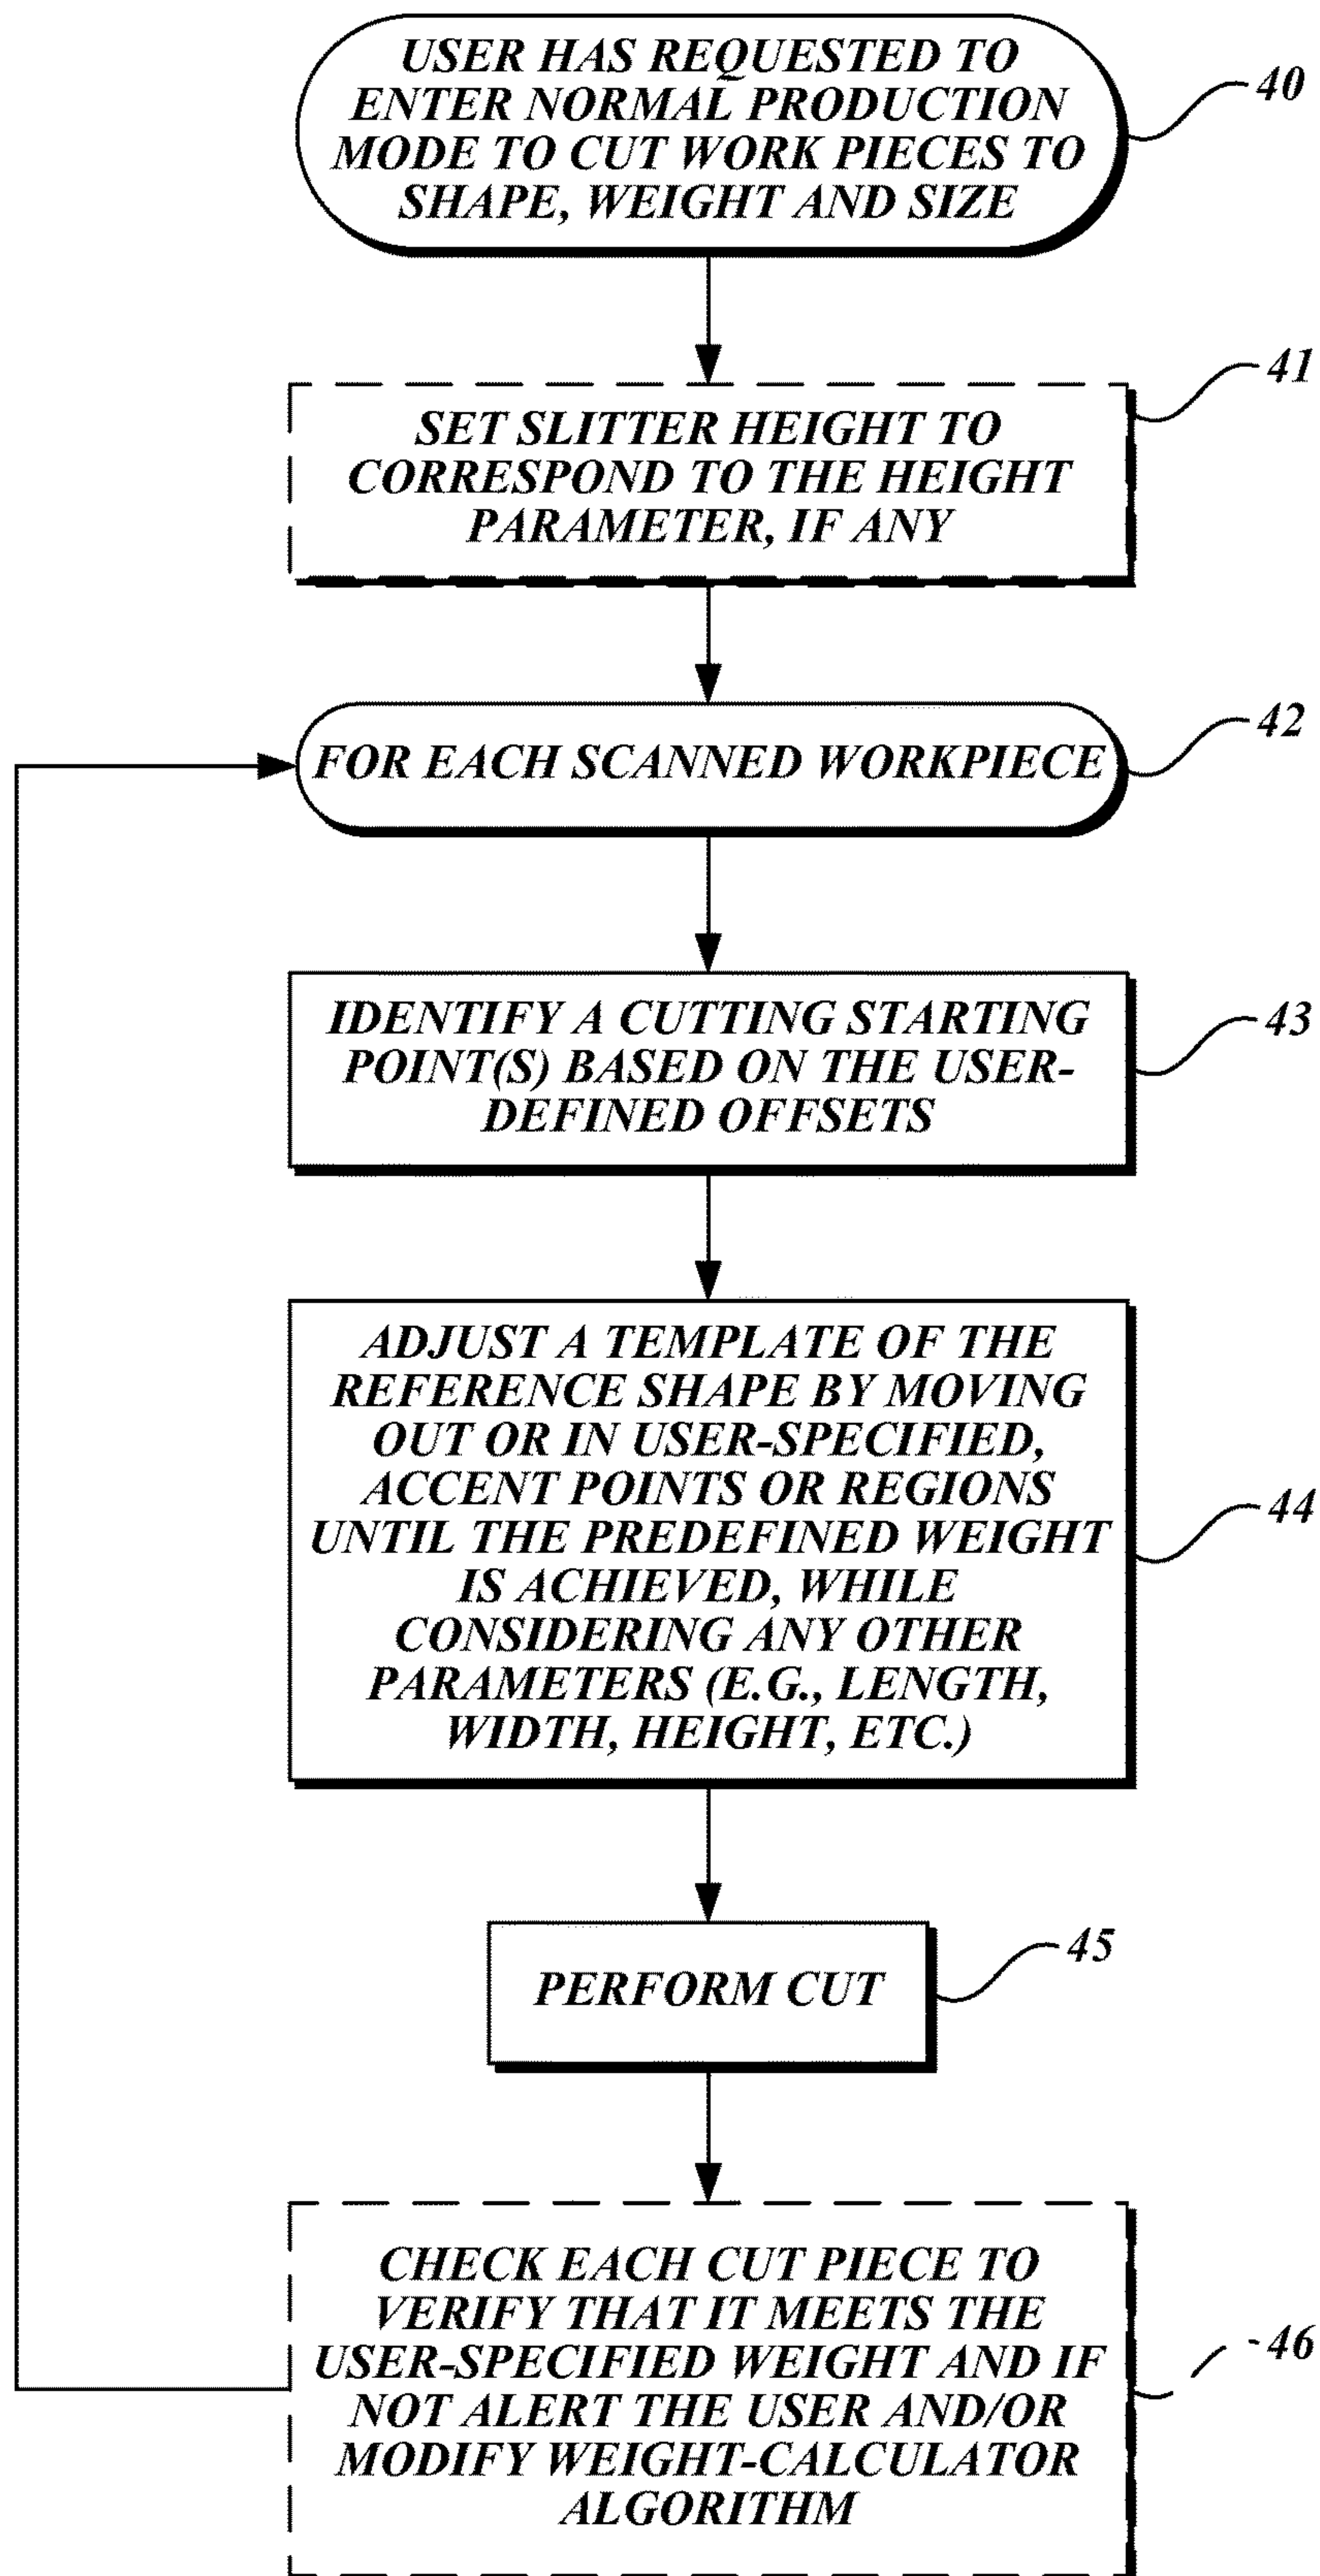 USER HAS REQUESTED TO
ENTER NORMAL PRODUCTION
MODE TO CUT WORK PIECES TO
SHAPE, WEIGHT AND SIZE
40
SET SLITTER HEIGHT TO
CORRESPOND TO THE HEIGHT
PARAMETER, IF ANY
41
FOR EACH SCANNED WORKPIECE
42
IDENTIFY A CUTTING STARTING
POINT(S) BASED ON THE USER-
DEFINED OFFSETS
43
ADJUST A TEMPLATE OF THE
REFERENCE SHAPE BY MOVING
OUT OR IN USER-SPECIFIED,
ACCENT POINTS OR REGIONS
UNTIL THE PREDEFINED WEIGHT
IS ACHIEVED, WHILE
CONSIDERING ANY OTHER
PARAMETERS (E.G., LENGTH,
WIDTH, HEIGHT, ETC.)
44
PERFORM CUT
45
CHECK EACH CUT PIECE TO
VERIFY THAT IT MEETS THE
USER-SPECIFIED WEIGHT AND IF
NOT ALERT THE USER AND/OR
MODIFY WEIGHT-CALCULATOR
ALGORITHM
46